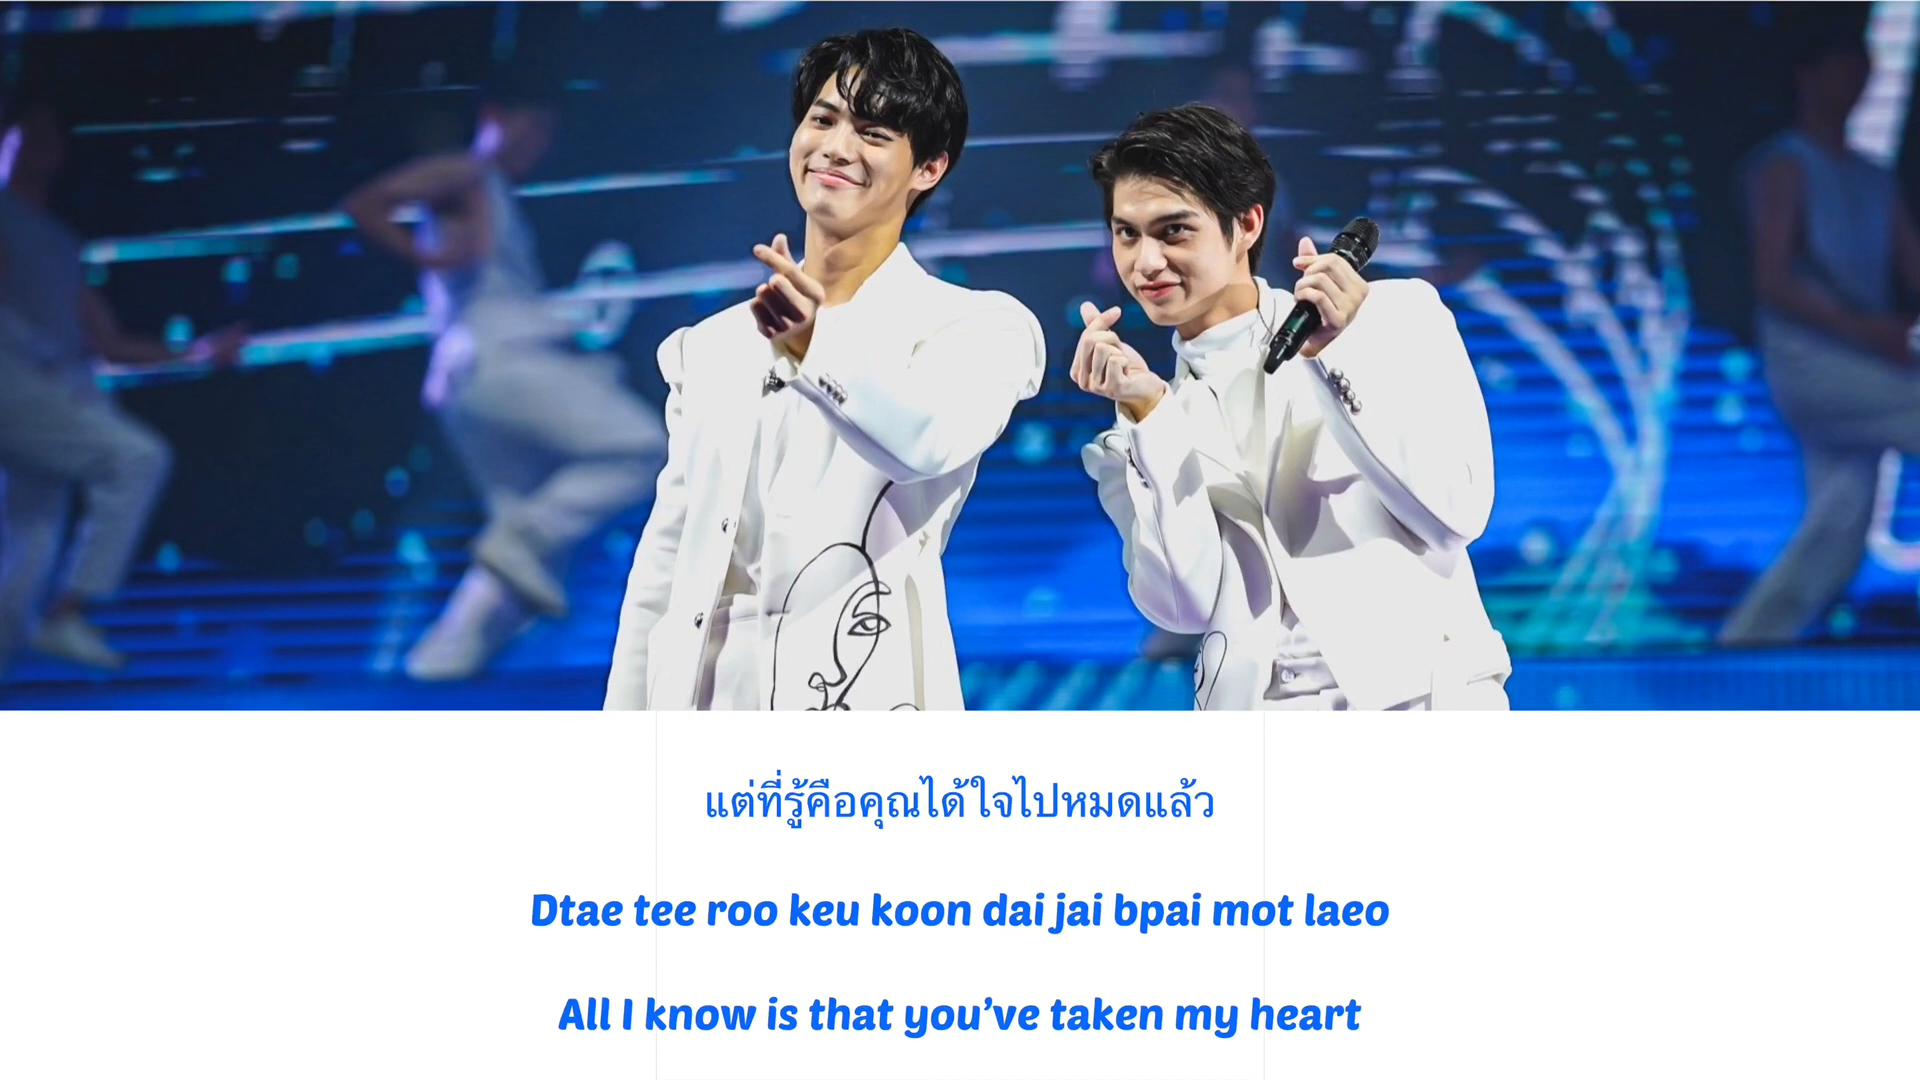 แต่ที่รู้คือคุณได้ใจไปหมดแล้ว
Dtae tee roo keu koon dai jai bpai mot laeo
All I know is that you’ve taken my heart